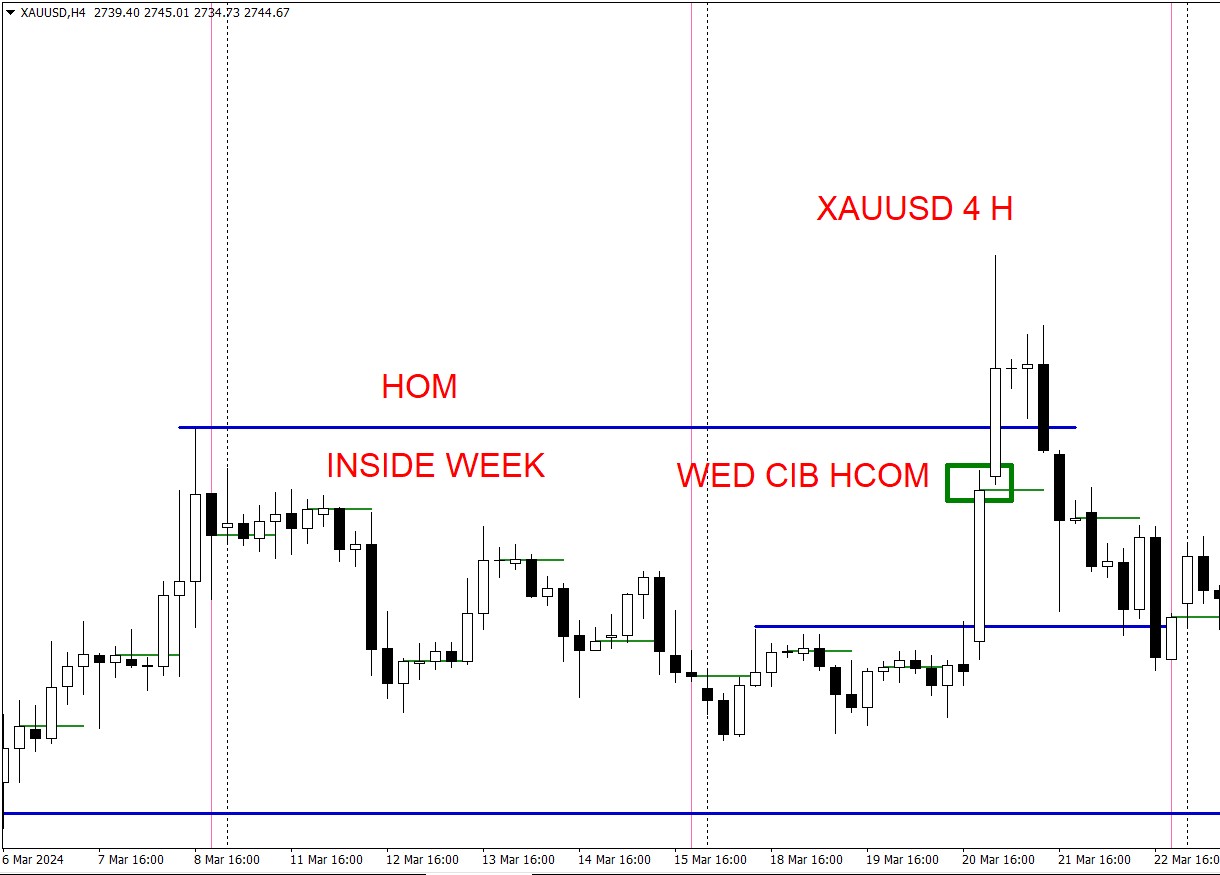 XAUUSD,H4 2739.40 2745.01 2734.73 2744.67
XAUUSD 4 H
HOM
INSIDE WEEK
WED CIB HCOM
6 Mar 2024 7 Mar 16:00 8 Mar 16:00 11 Mar 16:00 12 Mar 16:00 13 Mar 16:00 14 Mar 16:00 15 Mar 16:00 18 Mar 16:00 19 Mar 16:00 20 Mar 16:00 21 Mar 16:00 22 Mar 16:0